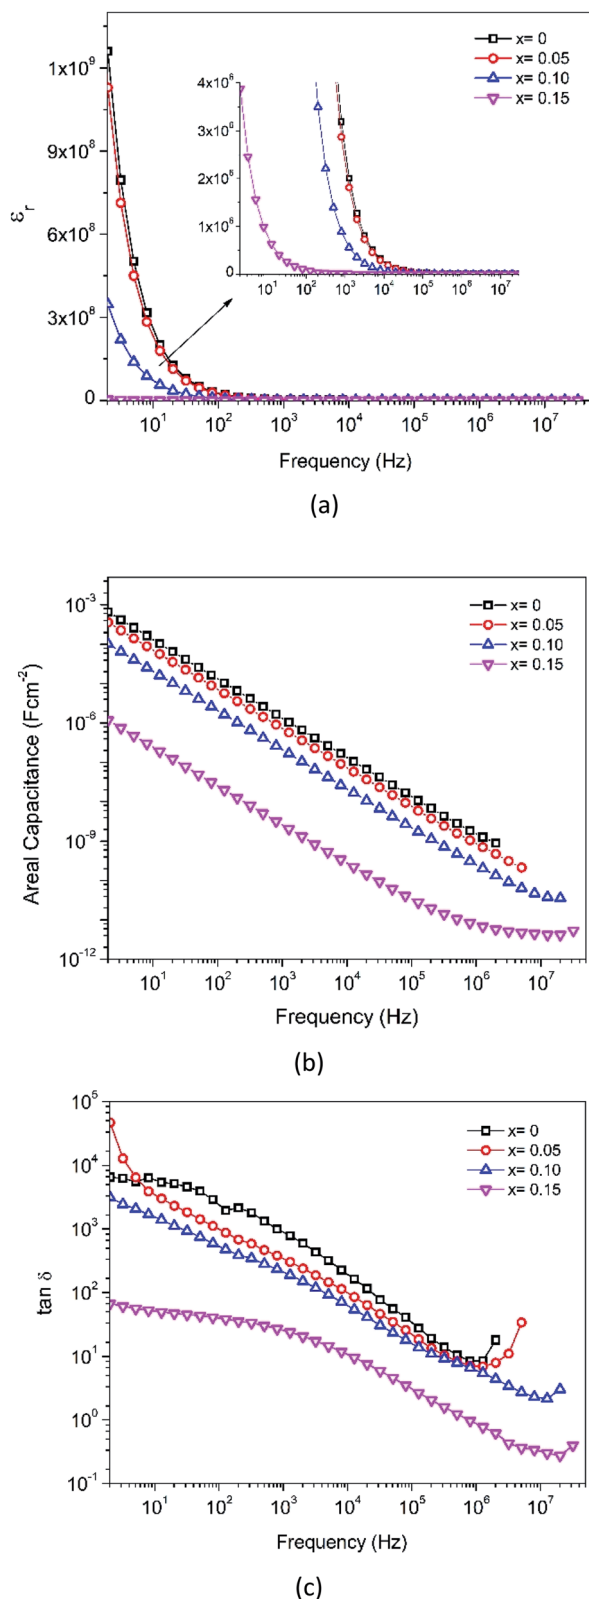 x= 0
x= 0.05
x= 0.10
x= 0.15
1x10⁹
9x10⁸
6x10⁸
3x10⁸
0
εr
4x10⁶
3x10⁶
2x10⁶
1x10⁶
0
10¹ 10² 10³ 10⁴ 10⁵ 10⁶ 10⁷
10¹ 10² 10³ 10⁴ 10⁵ 10⁶ 10⁷
Frequency (Hz)
(a)
x= 0
x= 0.05
x= 0.10
x= 0.15
10⁻³
10⁻⁶
10⁻⁹
10⁻¹²
Areal Capacitance (Fcm⁻²)
10¹ 10² 10³ 10⁴ 10⁵ 10⁶ 10⁷
Frequency (Hz)
(b)
x= 0
x= 0.05
x= 0.10
x= 0.15
10⁵
10⁴
10³
10²
10¹
10⁰
10⁻¹
tan δ
10¹ 10² 10³ 10⁴ 10⁵ 10⁶ 10⁷
Frequency (Hz)
(c)